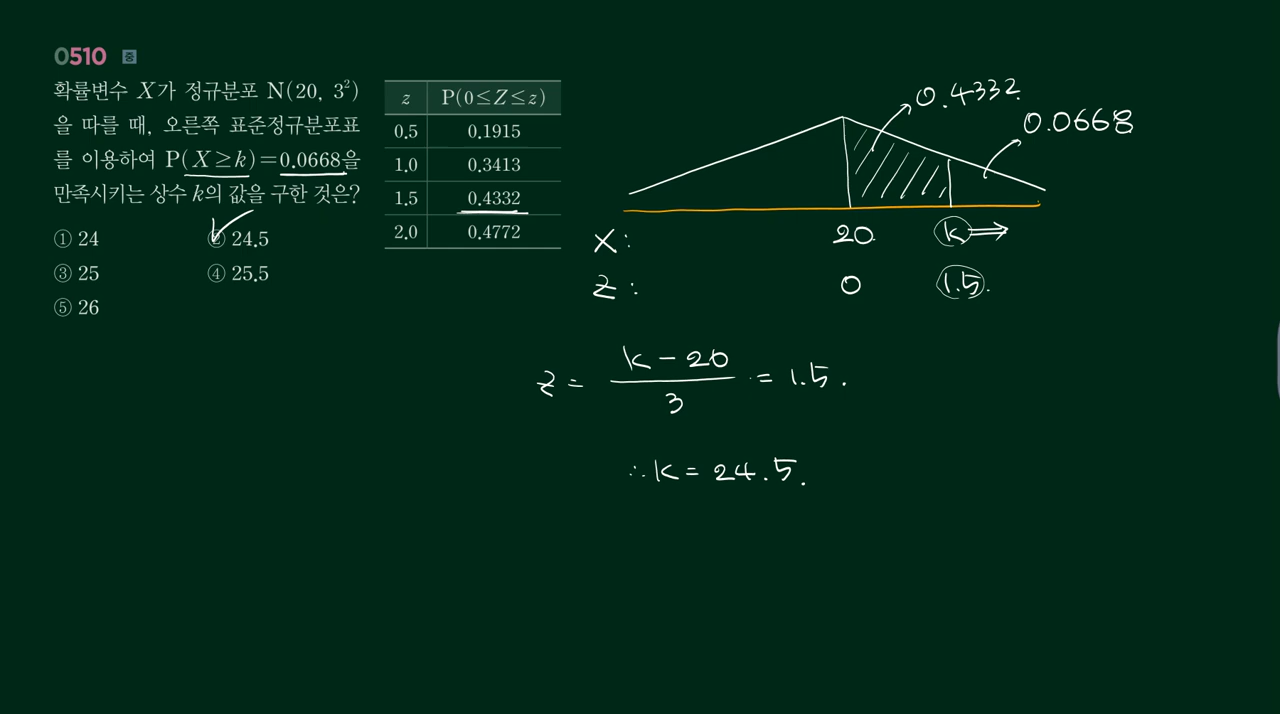 0510 중
확률변수 X가 정규분포 N(20, 3²)
을 따를 때, 오른쪽 표준정규분포표
를 이용하여 P(X≥k)=0.0668을
만족시키는 상수 k의 값을 구한 것은?
① 24 ② 24.5
③ 25 ④ 25.5
⑤ 26
z P(0≤Z≤z)
0.5 0.1915
1.0 0.3413
1.5 0.4332
2.0 0.4772
0.4332
0.0668
X: 20 k ⇒
Z: 0 1.5
z = (k-20)/3 = 1.5.
∴ k = 24.5.